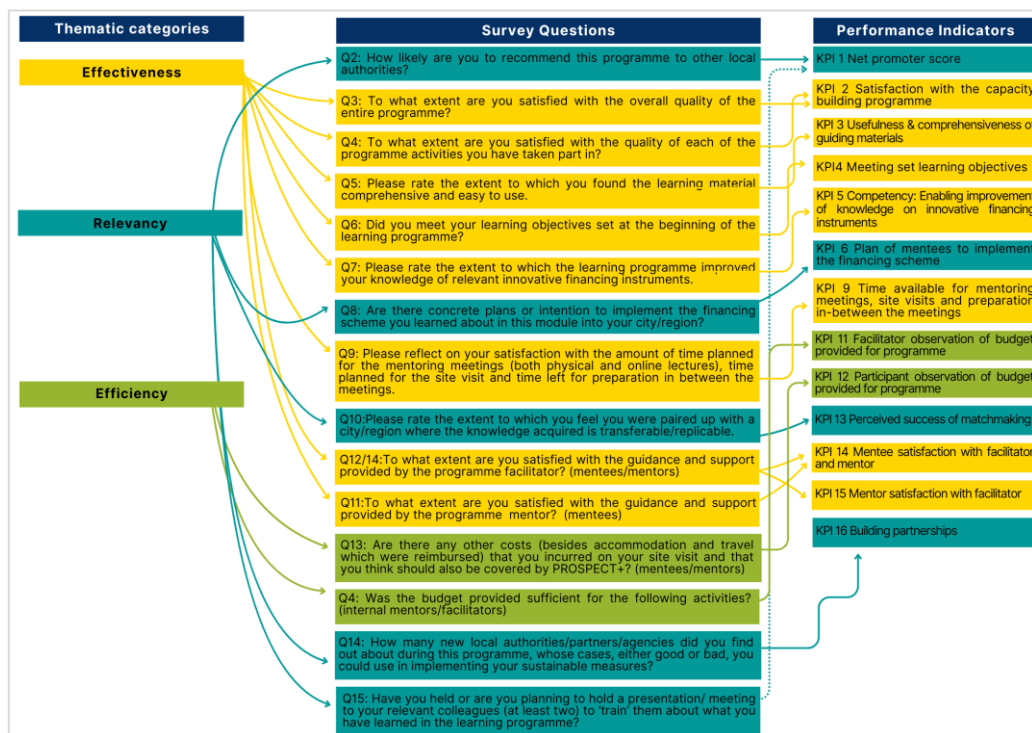 Thematic categories
Effectiveness
Relevancy
Efficiency
Survey Questions
Q2: How likely are you to recommend this programme to other local
authorities?
Q3: To what extent are you satisfied with the overall quality of the
entire programme?
Q4: To what extent are you satisfied with the quality of each of the
programme activities you have taken part in?
Q5: Please rate the extent to which you found the learning material
comprehensive and easy to use.
Q6: Did you meet your learning objectives set at the beginning of the
learning programme?
Q7: Please rate the extent to which the learning programme improved
your knowledge of relevant innovative financing instruments.
Q8: Are there concrete plans or intention to implement the financing
scheme you learned about in this module into your city/region?
Q9: Please reflect on your satisfaction with the amount of time planned
for the mentoring meetings (both physical and online lectures), time
planned for the site visit and time left for preparation in between the
meetings.
Q10:Please rate the extent to which you feel you were paired up with a
city/region where the knowledge acquired is transferable/replicable.
Q12/14:To what extent are you satisfied with the guidance and support
provided by the programme facilitator? (mentees/mentors)
Q11:To what extent are you satisfied with the guidance and support
provided by the programme mentor? (mentees)
Q13: Are there any other costs (besides accommodation and travel
which were reimbursed) that you incurred on your site visit and that
you think should also be covered by PROSPECT+? (mentees/mentors)
Q4: Was the budget provided sufficient for the following activities?
(internal mentors/facilitators)
Q14: How many new local authorities/partners/agencies did you find
out about during this programme, whose cases, either good or bad, you
could use in implementing your sustainable measures?
Q15: Have you held or are you planning to hold a presentation/ meeting
to your relevant colleagues (at least two) to 'train' them about what you
have learned in the learning programme?
Performance Indicators
KPI 1 Net promoter score
KPI 2 Satisfaction with the capacity
building programme
KPI 3 Usefulness & comprehensiveness of
guiding materials
KPI4 Meeting set learning objectives
KPI 5 Competency: Enabling improvement
of knowledge on innovative financing
instruments
KPI 6 Plan of mentees to implement
the financing scheme
KPI 9 Time available for mentoring
meetings, site visits and preparation
in-between the meetings
KPI 11 Facilitator observation of budget
provided for programme
KPI 12 Participant observation of budget
provided for programme
KPI 13 Perceived success of matchmaking
KPI 14 Mentee satisfaction with facilitator
and mentor
KPI 15 Mentor satisfaction with facilitator
KPI 16 Building partnerships